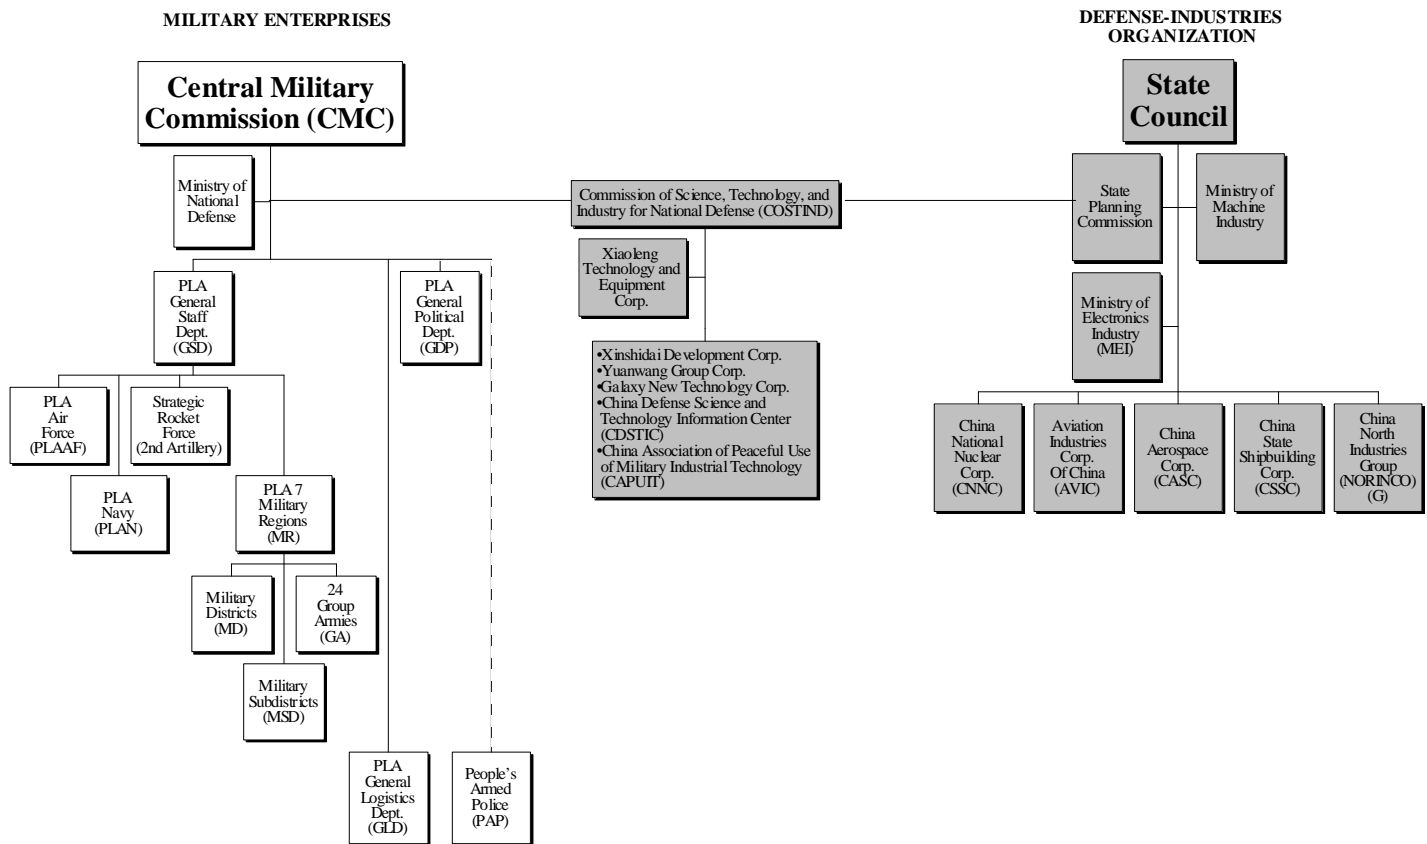 MILITARY ENTERPRISES
DEFENSE-INDUSTRIES
ORGANIZATION
Central Military
Commission (CMC)
State
Council
Ministry of
National
Defense
Commission of Science, Technology, and
Industry for National Defense (COSTIND)
State
Planning
Commission
Ministry of
Machine
Industry
Xiaoleng
Technology and
Equipment
Corp.
PLA
General
Staff
Dept.
(GSD)
PLA
General
Political
Dept.
(GDP)
Ministry of
Electronics
Industry
(MEI)
•Xinshidai Development Corp.
•Yuanwang Group Corp.
•Galaxy New Technology Corp.
•China Defense Science and
Technology Information Center
(CDSTIC)
•China Association of Peaceful Use
of Military Industrial Technology
(CAPUIT)
PLA
Air
Force
(PLAAF)
Strategic
Rocket
Force
(2nd Artillery)
China
National
Nuclear
Corp.
(CNNC)
Aviation
Industries
Corp.
Of China
(AVIC)
China
Aerospace
Corp.
(CASC)
China
State
Shipbuilding
Corp.
(CSSC)
China
North
Industries
Group
(NORINCO)
(G)
PLA
Navy
(PLAN)
PLA 7
Military
Regions
(MR)
Military
Districts
(MD)
24
Group
Armies
(GA)
Military
Subdistricts
(MSD)
PLA
General
Logistics
Dept.
(GLD)
People's
Armed
Police
(PAP)